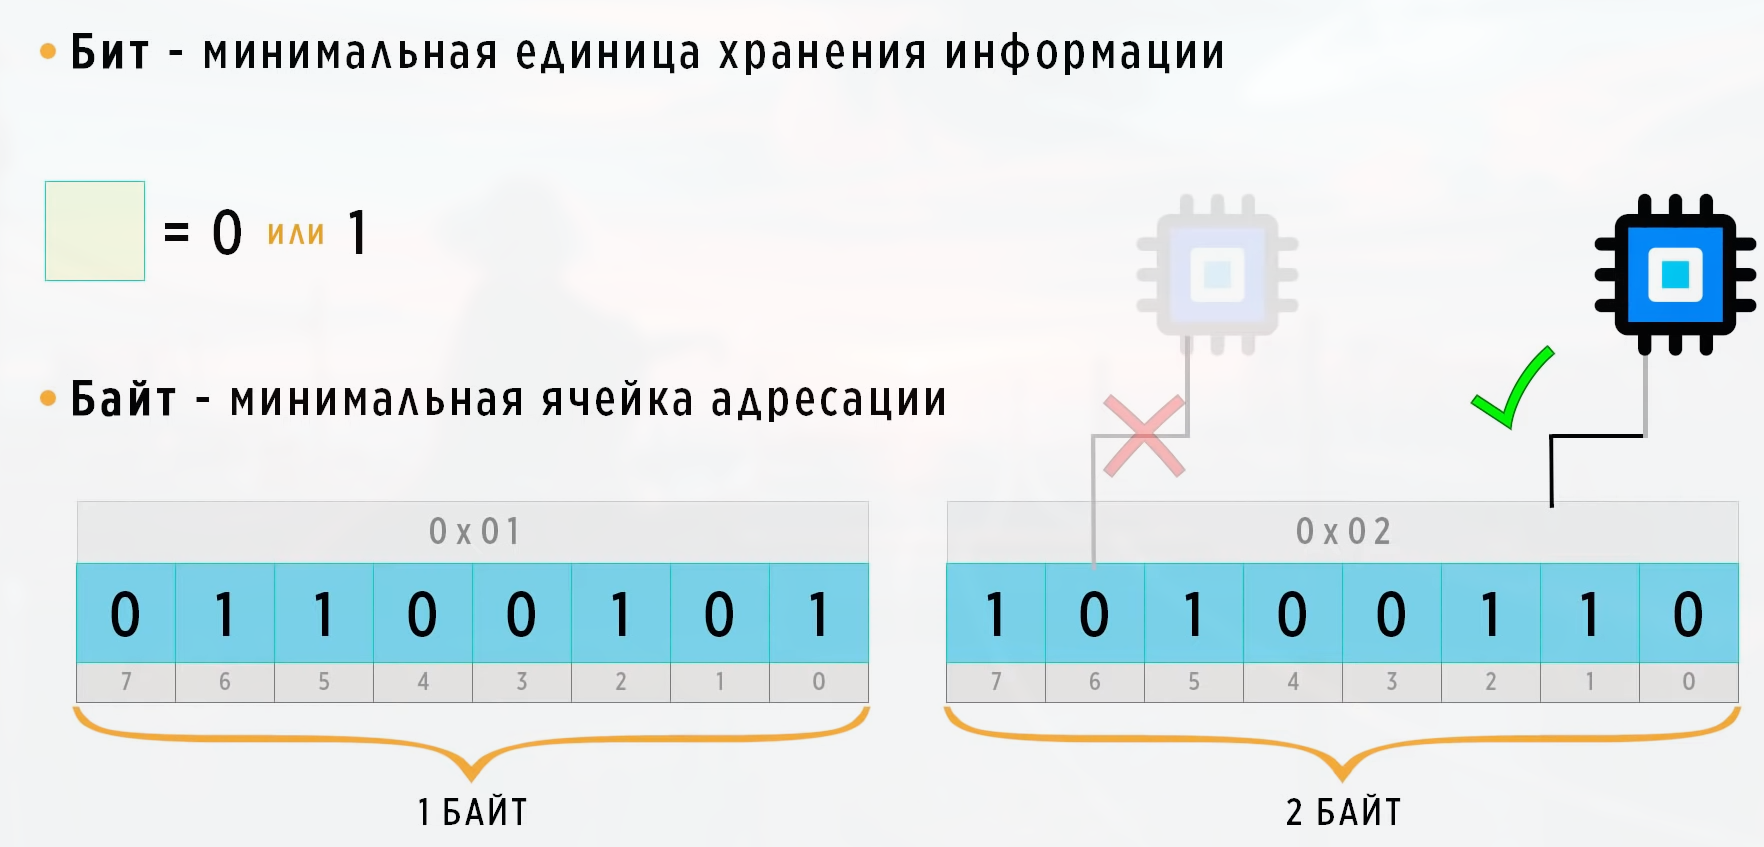 • Бит - минимальная единица хранения информации
= 0 или 1
• Байт - минимальная ячейка адресации
0x01
0 1 1 0 0 1 0 1
7 6 5 4 3 2 1 0
1 БАЙТ
0x02
1 0 1 0 0 1 1 0
7 6 5 4 3 2 1 0
2 БАЙТ